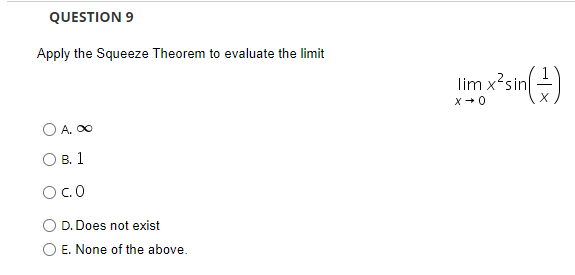 QUESTION 9
Apply the Squeeze Theorem to evaluate the limit
lim x→0 x²sin(1/x)
A. ∞
B. 1
C. 0
D. Does not exist
E. None of the above.